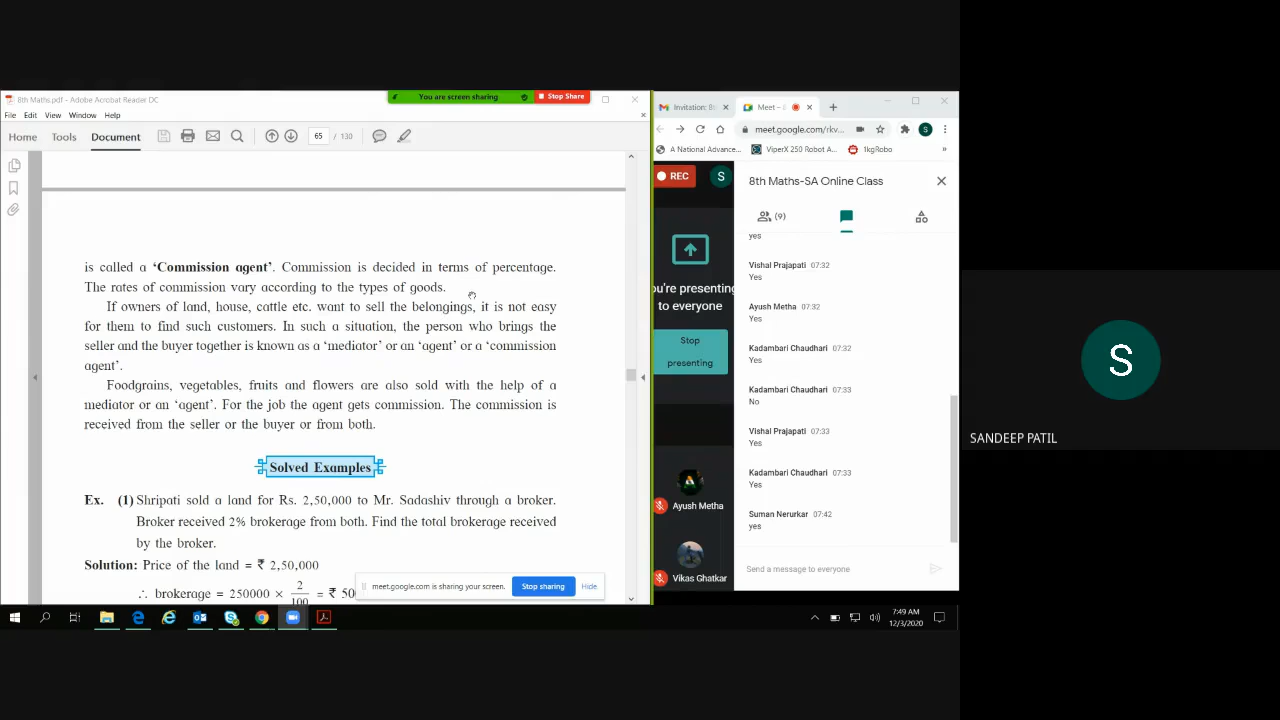 8th Maths.pdf - Adobe Acrobat Reader DC
You are screen sharing
Stop Share
File Edit View Window Help
Home Tools Document
65 / 130
is called a ‘Commission agent’. Commission is decided in terms of percentage.
The rates of commission vary according to the types of goods.
If owners of land, house, cattle etc. want to sell the belongings, it is not easy
for them to find such customers. In such a situation, the person who brings the
seller and the buyer together is known as a ‘mediator’ or an ‘agent’ or a ‘commission
agent’.
Foodgrains, vegetables, fruits and flowers are also sold with the help of a
mediator or an ‘agent’. For the job the agent gets commission. The commission is
received from the seller or the buyer or from both.
Solved Examples
Ex. (1) Shripati sold a land for Rs. 2,50,000 to Mr. Sadashiv through a broker.
Broker received 2% brokerage from both. Find the total brokerage received
by the broker.
Solution: Price of the land = ₹ 2,50,000
∴ brokerage = 250000 × 2/100 = ₹ 50
meet.google.com is sharing your screen.
Stop sharing
Hide
Invitation: 8t
Meet – S
meet.google.com/rkv...
S
A National Advance...
ViperX 250 Robot A...
1kgRobo
»
REC
S
You're presenting
to everyone
Stop
presenting
Ayush Metha
Vikas Ghatkar
8th Maths-SA Online Class
(9)
yes
Vishal Prajapati 07:32
Yes
Ayush Metha 07:32
Yes
Kadambari Chaudhari 07:32
Yes
Kadambari Chaudhari 07:33
No
Vishal Prajapati 07:33
Yes
Kadambari Chaudhari 07:33
Yes
Suman Nerurkar 07:42
yes
Send a message to everyone
7:49 AM
12/3/2020
S
SANDEEP PATIL